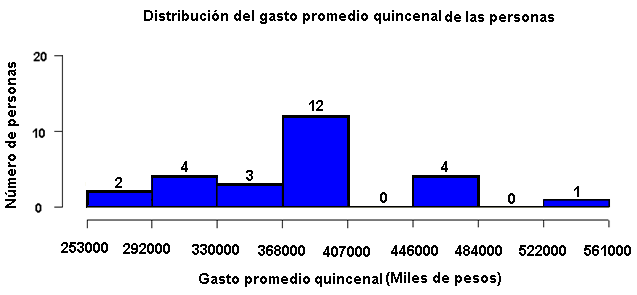 Distribución del gasto promedio quincenal de las personas
Número de personas
20
10
0
2
4
3
12
0
4
0
1
253000 292000 330000 368000 407000 446000 484000 522000 561000
Gasto promedio quincenal (Miles de pesos)